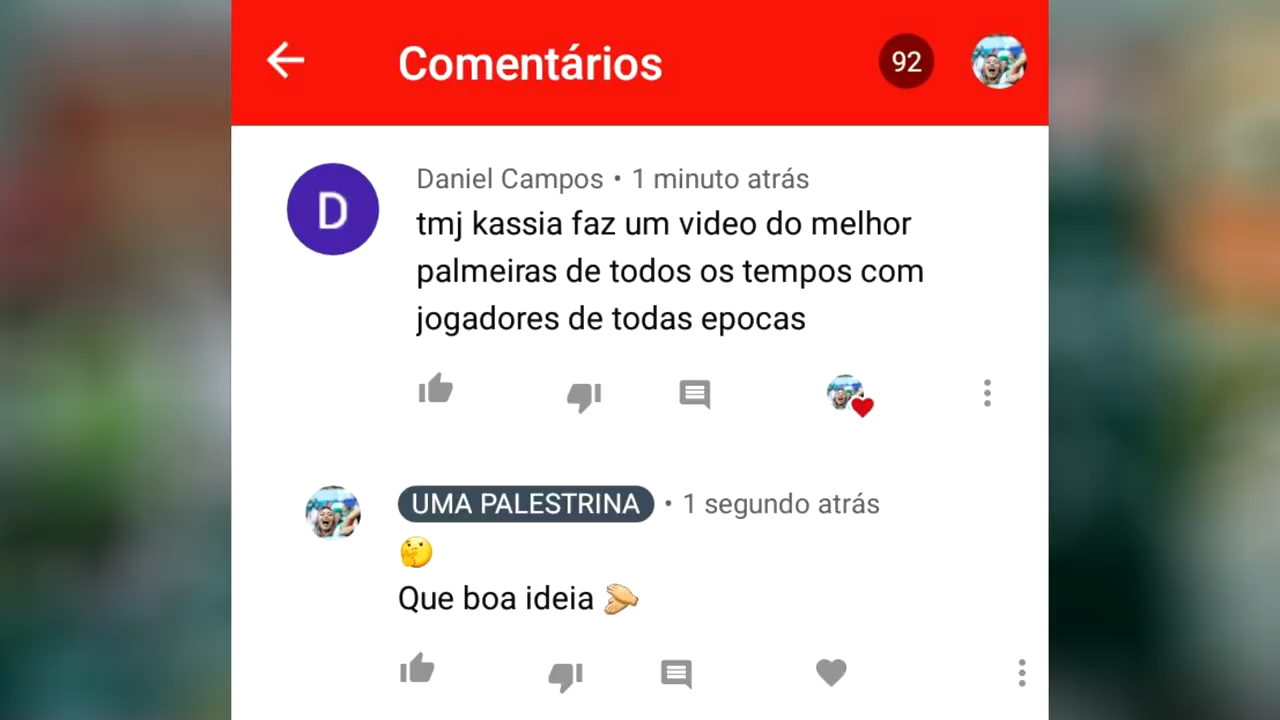 Comentários
92
D
Daniel Campos • 1 minuto atrás
tmj kassia faz um video do melhor
palmeiras de todos os tempos com
jogadores de todas epocas
UMA PALESTRINA • 1 segundo atrás
🤔
Que boa ideia 👏